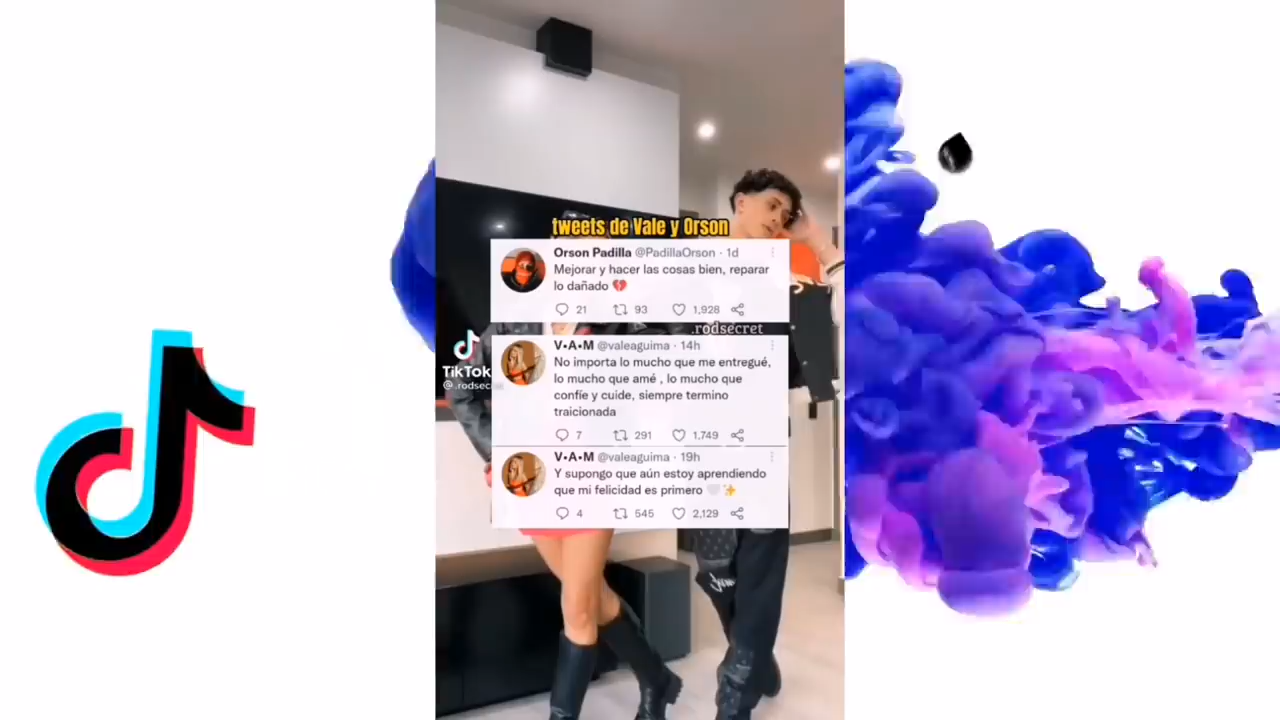 tweets de Vale y Orson
Orson Padilla @PadillaOrson · 1d
Mejorar y hacer las cosas bien, reparar
lo dañado 💔
21 93 1,928
.rodsecret
V•A•M @valeaguima · 14h
No importa lo mucho que me entregué,
lo mucho que amé , lo mucho que
confíe y cuide, siempre termino
traicionada
7 291 1,749
TikTok
@.rodsec
V•A•M @valeaguima · 19h
Y supongo que aún estoy aprendiendo
que mi felicidad es primero 🤍✨
4 545 2,129